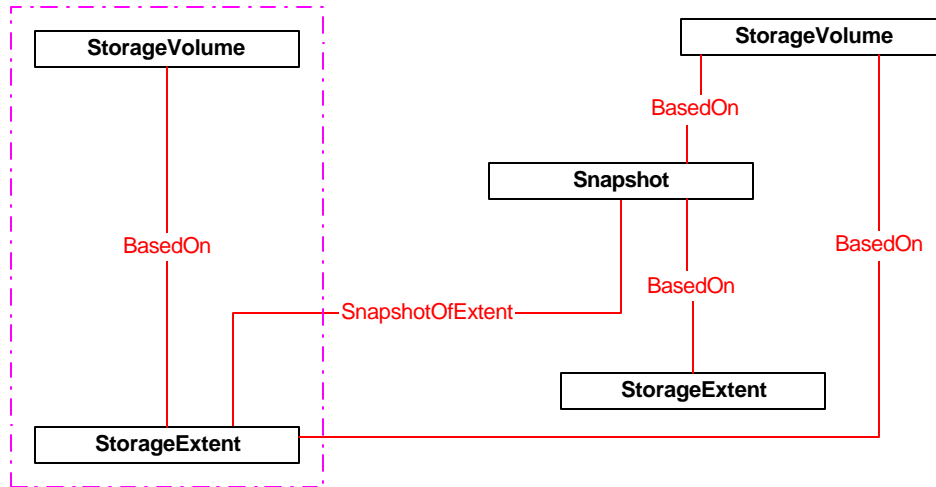 StorageVolume
StorageVolume
BasedOn
Snapshot
BasedOn
BasedOn
BasedOn
SnapshotOfExtent
StorageExtent
StorageExtent